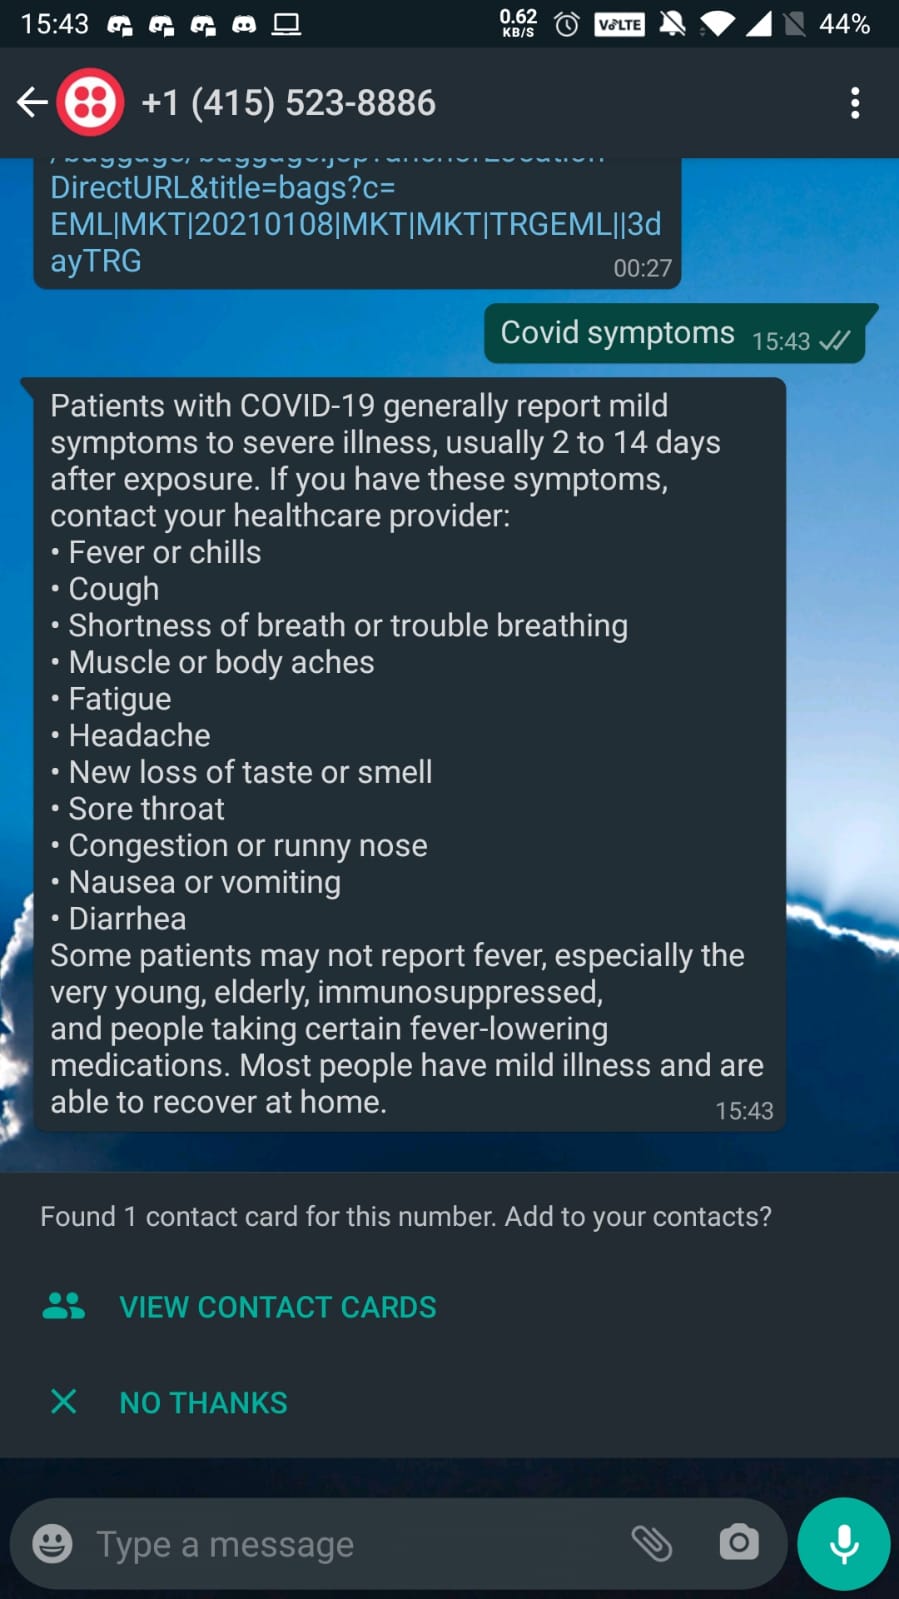 15:43
0.62
KB/S
VoLTE
44%
+1 (415) 523-8886
DirectURL&title=bags?c=
EML|MKT|20210108|MKT|MKT|TRGEML||3d
ayTRG
00:27
Covid symptoms 15:43
Patients with COVID-19 generally report mild
symptoms to severe illness, usually 2 to 14 days
after exposure. If you have these symptoms,
contact your healthcare provider:
• Fever or chills
• Cough
• Shortness of breath or trouble breathing
• Muscle or body aches
• Fatigue
• Headache
• New loss of taste or smell
• Sore throat
• Congestion or runny nose
• Nausea or vomiting
• Diarrhea
Some patients may not report fever, especially the
very young, elderly, immunosuppressed,
and people taking certain fever-lowering
medications. Most people have mild illness and are
able to recover at home.
15:43
Found 1 contact card for this number. Add to your contacts?
VIEW CONTACT CARDS
NO THANKS
Type a message